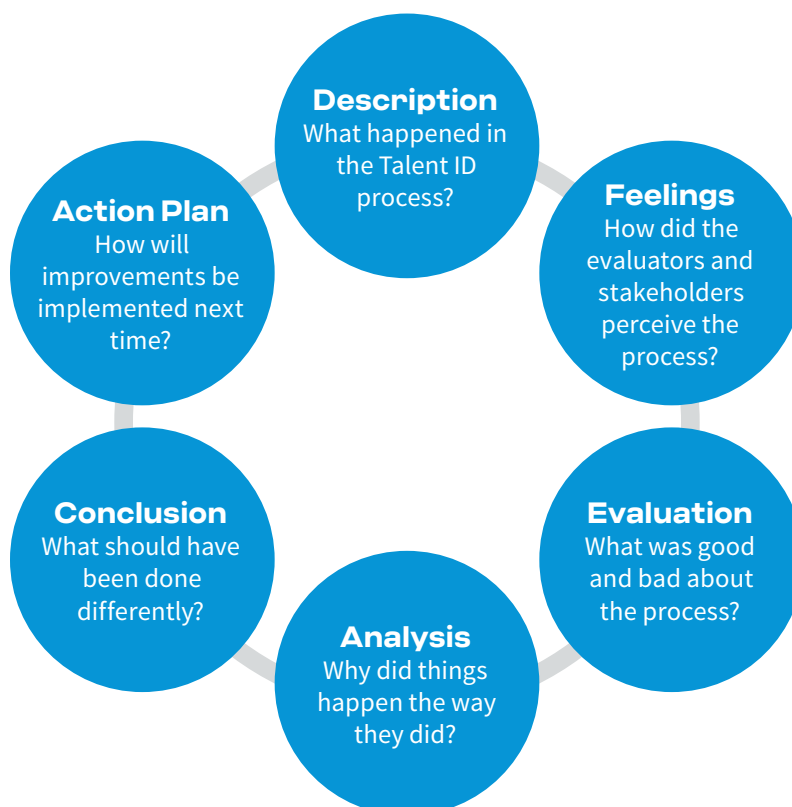 Description
What happened in
the Talent ID
process?
Feelings
How did the
evaluators and
stakeholders
perceive the
process?
Evaluation
What was good
and bad about
the process?
Analysis
Why did things
happen the way
they did?
Conclusion
What should have
been done
differently?
Action Plan
How will
improvements be
implemented next
time?